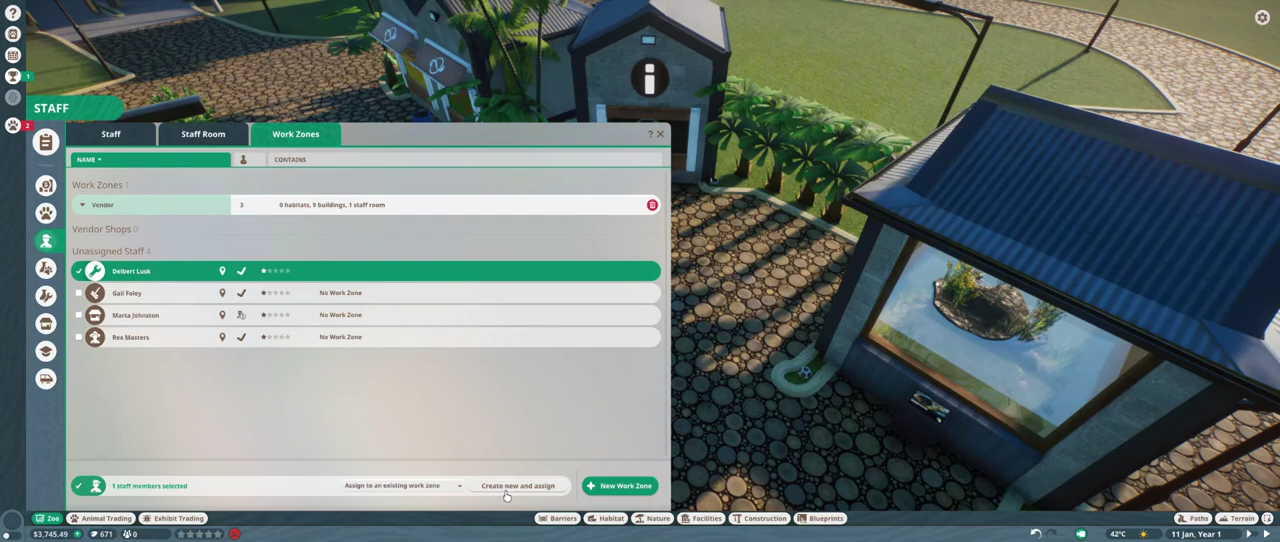 ?
1
STAFF
2
Staff
Staff Room
Work Zones
?
NAME
CONTAINS
Work Zones 1
Vendor
3
0 habitats, 9 buildings, 1 staff room
Vendor Shops 0
Unassigned Staff 4
Delbert Lusk
Gail Foley
No Work Zone
Marta Johnston
No Work Zone
Rex Masters
No Work Zone
1 staff members selected
Assign to an existing work zone
Create new and assign
New Work Zone
Zoo
Animal Trading
Exhibit Trading
Barriers
Habitat
Nature
Facilities
Construction
Blueprints
Paths
Terrain
$3,745.49
671
0
42°C
11 Jan, Year 1